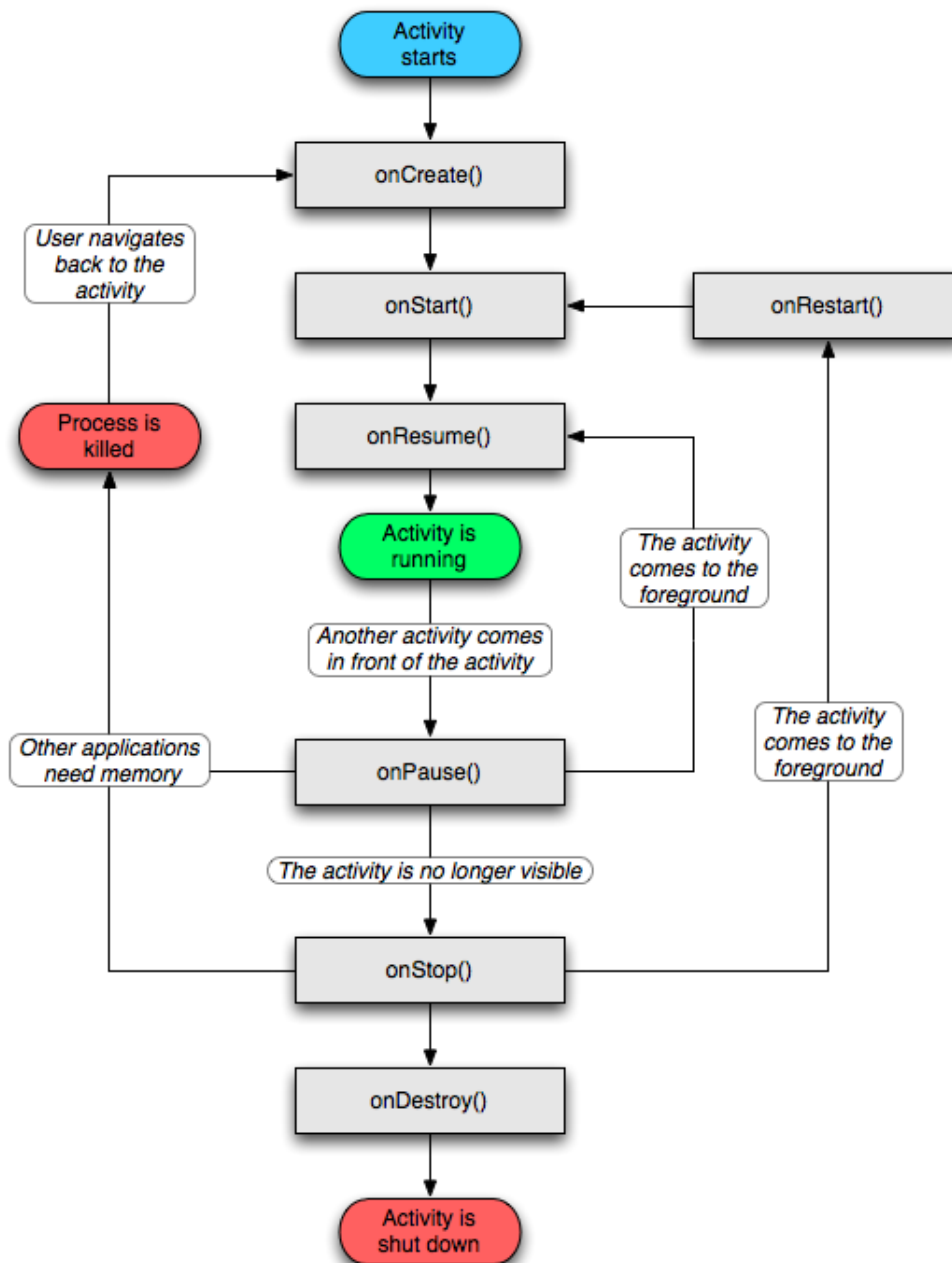 Activity
starts
onCreate()
User navigates
back to the
activity
onStart()
onRestart()
Process is
killed
onResume()
Activity is
running
The activity
comes to the
foreground
Another activity comes
in front of the activity
The activity
comes to the
foreground
Other applications
need memory
onPause()
The activity is no longer visible
onStop()
onDestroy()
Activity is
shut down